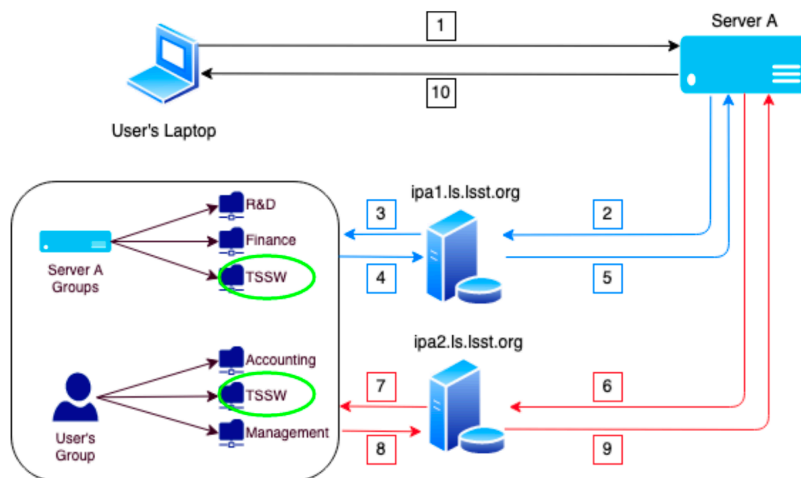 1
Server A
10
User's Laptop
ipa1.ls.lsst.org
R&D
3
2
Finance
Server A
Groups
TSSW
4
5
ipa2.ls.lsst.org
Accounting
7
6
TSSW
User's
Group
Management
8
9